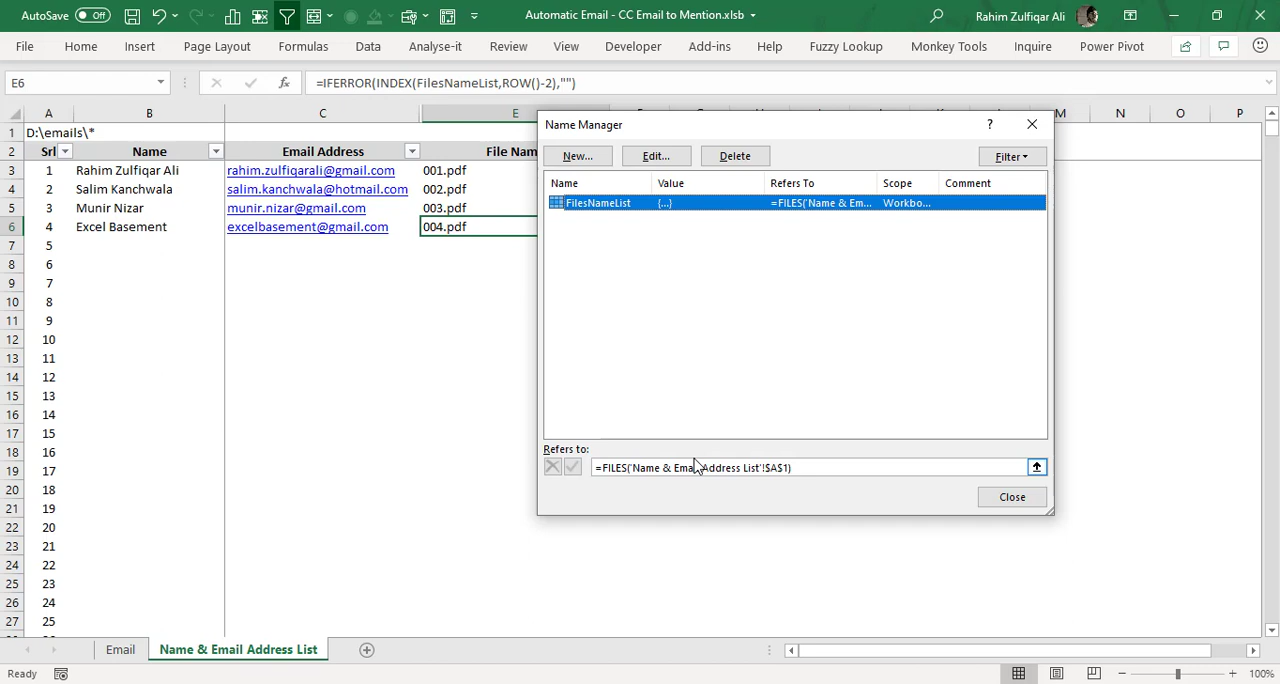 AutoSave Off Automatic Email - CC Email to Mention.xlsb Rahim Zulfiqar Ali
File Home Insert Page Layout Formulas Data Analyse-it Review View Developer Add-ins Help Fuzzy Lookup Monkey Tools Inquire Power Pivot
E6 fx =IFERROR(INDEX(FilesNameList,ROW()-2),"")
A B C E M N O P
1 D:\emails\*
2 Srl Name Email Address File Nam
3 1 Rahim Zulfiqar Ali rahim.zulfiqarali@gmail.com 001.pdf
4 2 Salim Kanchwala salim.kanchwala@hotmail.com 002.pdf
5 3 Munir Nizar munir.nizar@gmail.com 003.pdf
6 4 Excel Basement excelbasement@gmail.com 004.pdf
7 5
8 6
9 7
10 8
11 9
12 10
13 11
14 12
15 13
16 14
17 15
18 16
19 17
20 18
21 19
22 20
23 21
24 22
25 23
26 24
27 25
Name Manager ?
New... Edit... Delete Filter
Name Value Refers To Scope Comment
FilesNameList {...} =FILES('Name & Em... Workbo...
Refers to:
=FILES('Name & Email Address List'!$A$1)
Close
Email Name & Email Address List
Ready 100%